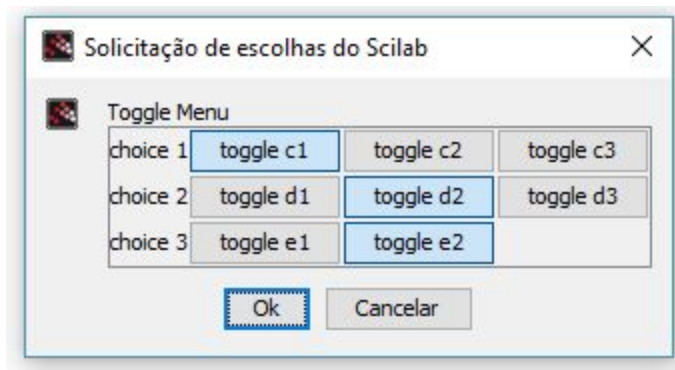 Solicitação de escolhas do Scilab
Toggle Menu
choice 1 toggle c1 toggle c2 toggle c3
choice 2 toggle d1 toggle d2 toggle d3
choice 3 toggle e1 toggle e2
Ok Cancelar